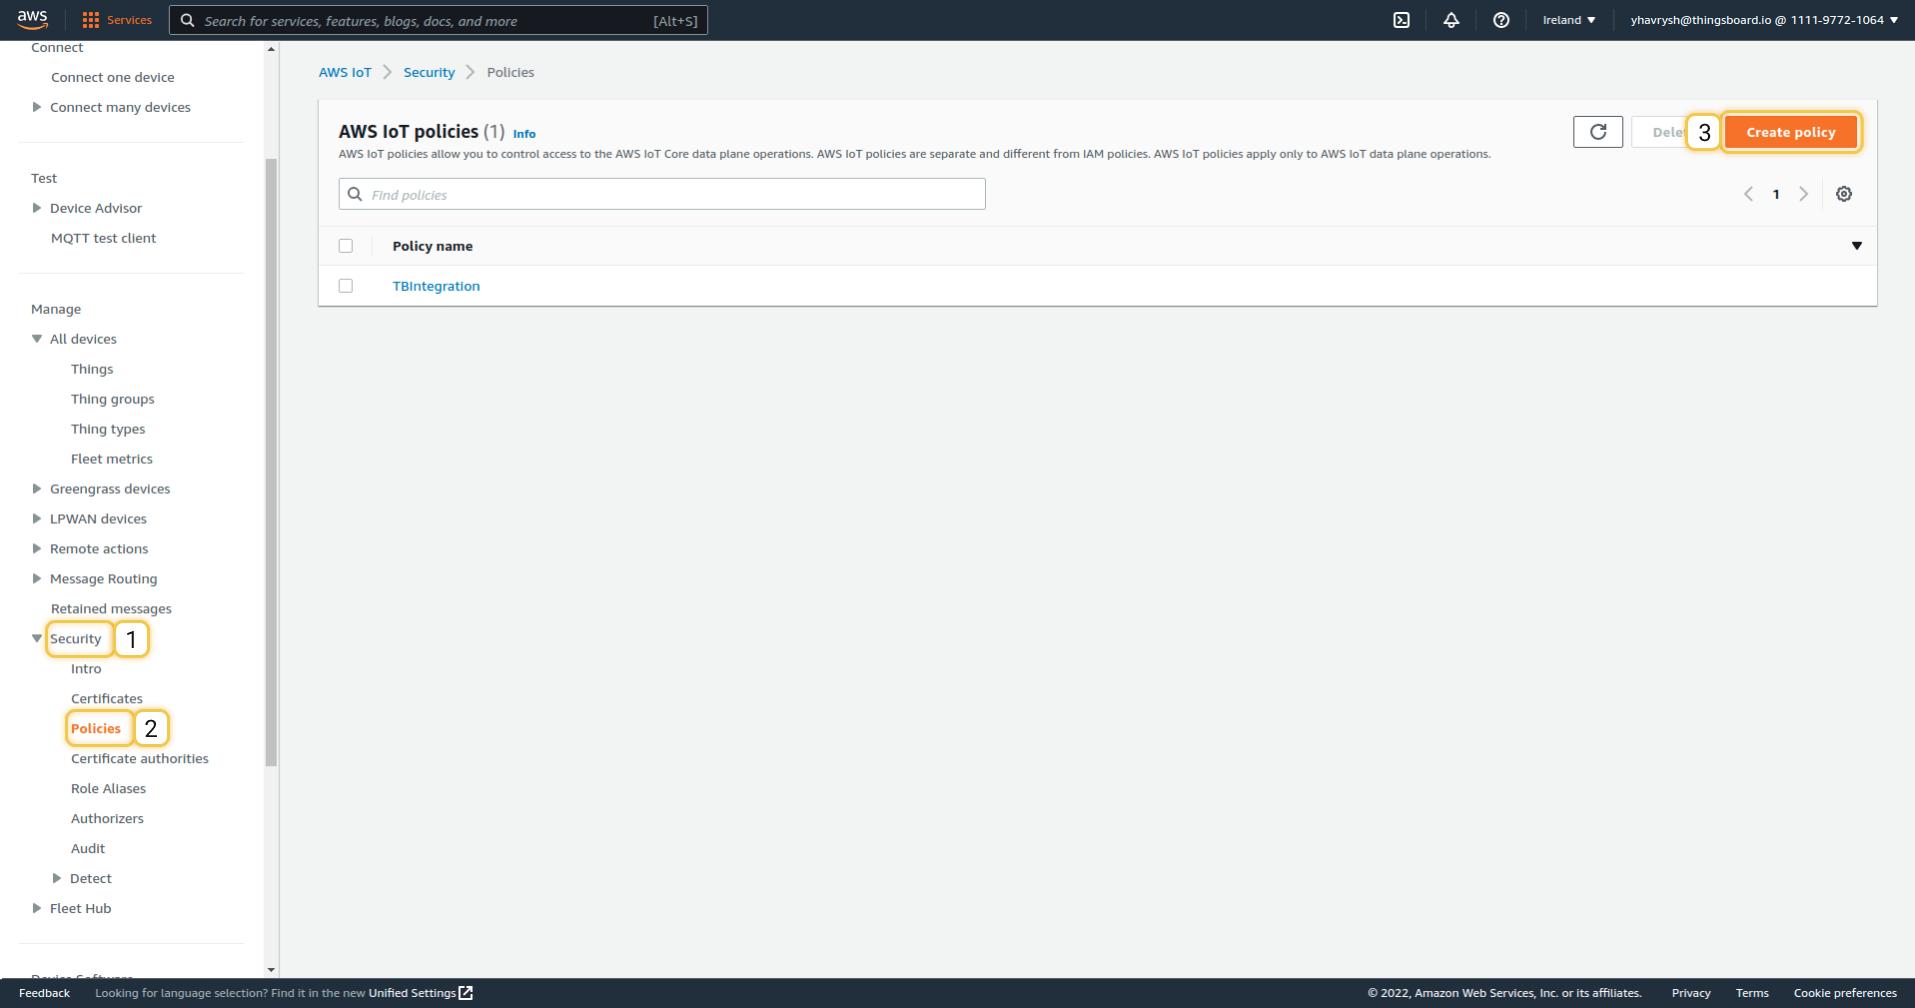 aws Services Search for services, features, blogs, docs, and more [Alt+S] Ireland yhavrysh@thingsboard.io @ 1111-9772-1064
Connect
Connect one device
Connect many devices
Test
Device Advisor
MQTT test client
Manage
All devices
Things
Thing groups
Thing types
Fleet metrics
Greengrass devices
LPWAN devices
Remote actions
Message Routing
Retained messages
Security 1
Intro
Certificates
Policies 2
Certificate authorities
Role Aliases
Authorizers
Audit
Detect
Fleet Hub
AWS IoT Security Policies
AWS IoT policies (1) Info
Delet 3 Create policy
AWS IoT policies allow you to control access to the AWS IoT Core data plane operations. AWS IoT policies are separate and different from IAM policies. AWS IoT policies apply only to AWS IoT data plane operations.
Find policies
1
Policy name
TBIntegration
Feedback Looking for language selection? Find it in the new Unified Settings © 2022, Amazon Web Services, Inc. or its affiliates. Privacy Terms Cookie preferences